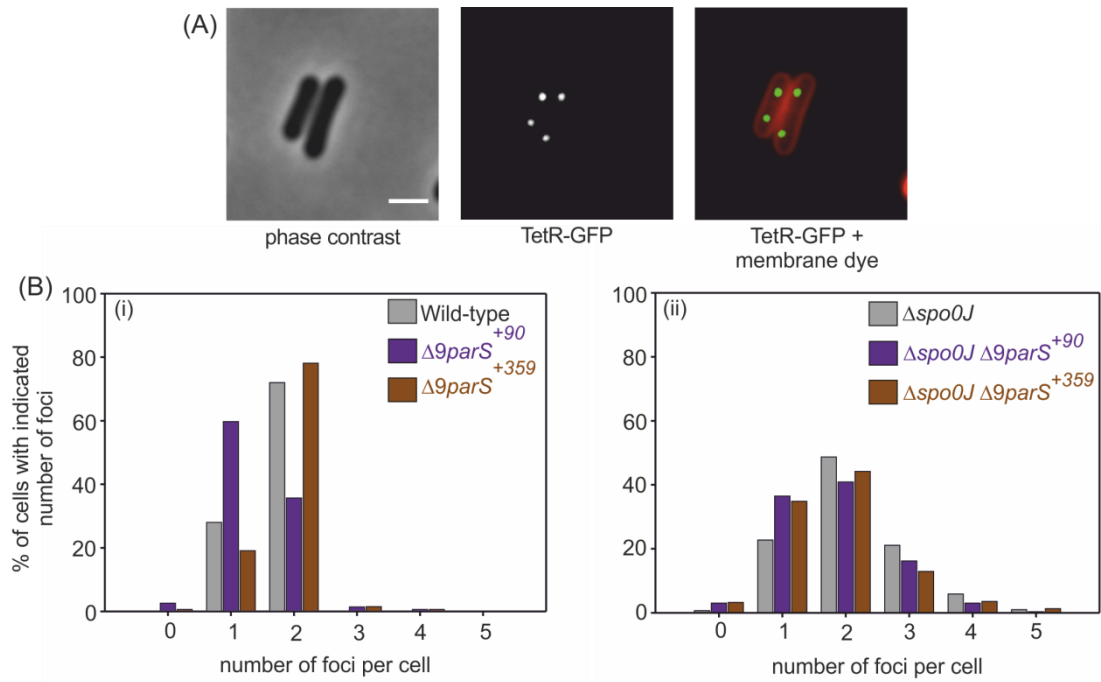 (A)
phase contrast
TetR-GFP
TetR-GFP +
membrane dye
(B)
% of cells with indicated
number of foci
100
80
60
40
20
0
(i)
Wild-type
Δ9parS+90
Δ9parS+359
0 1 2 3 4 5
number of foci per cell
100
80
60
40
20
0
(ii)
Δspo0J
Δspo0J Δ9parS+90
Δspo0J Δ9parS+359
0 1 2 3 4 5
number of foci per cell